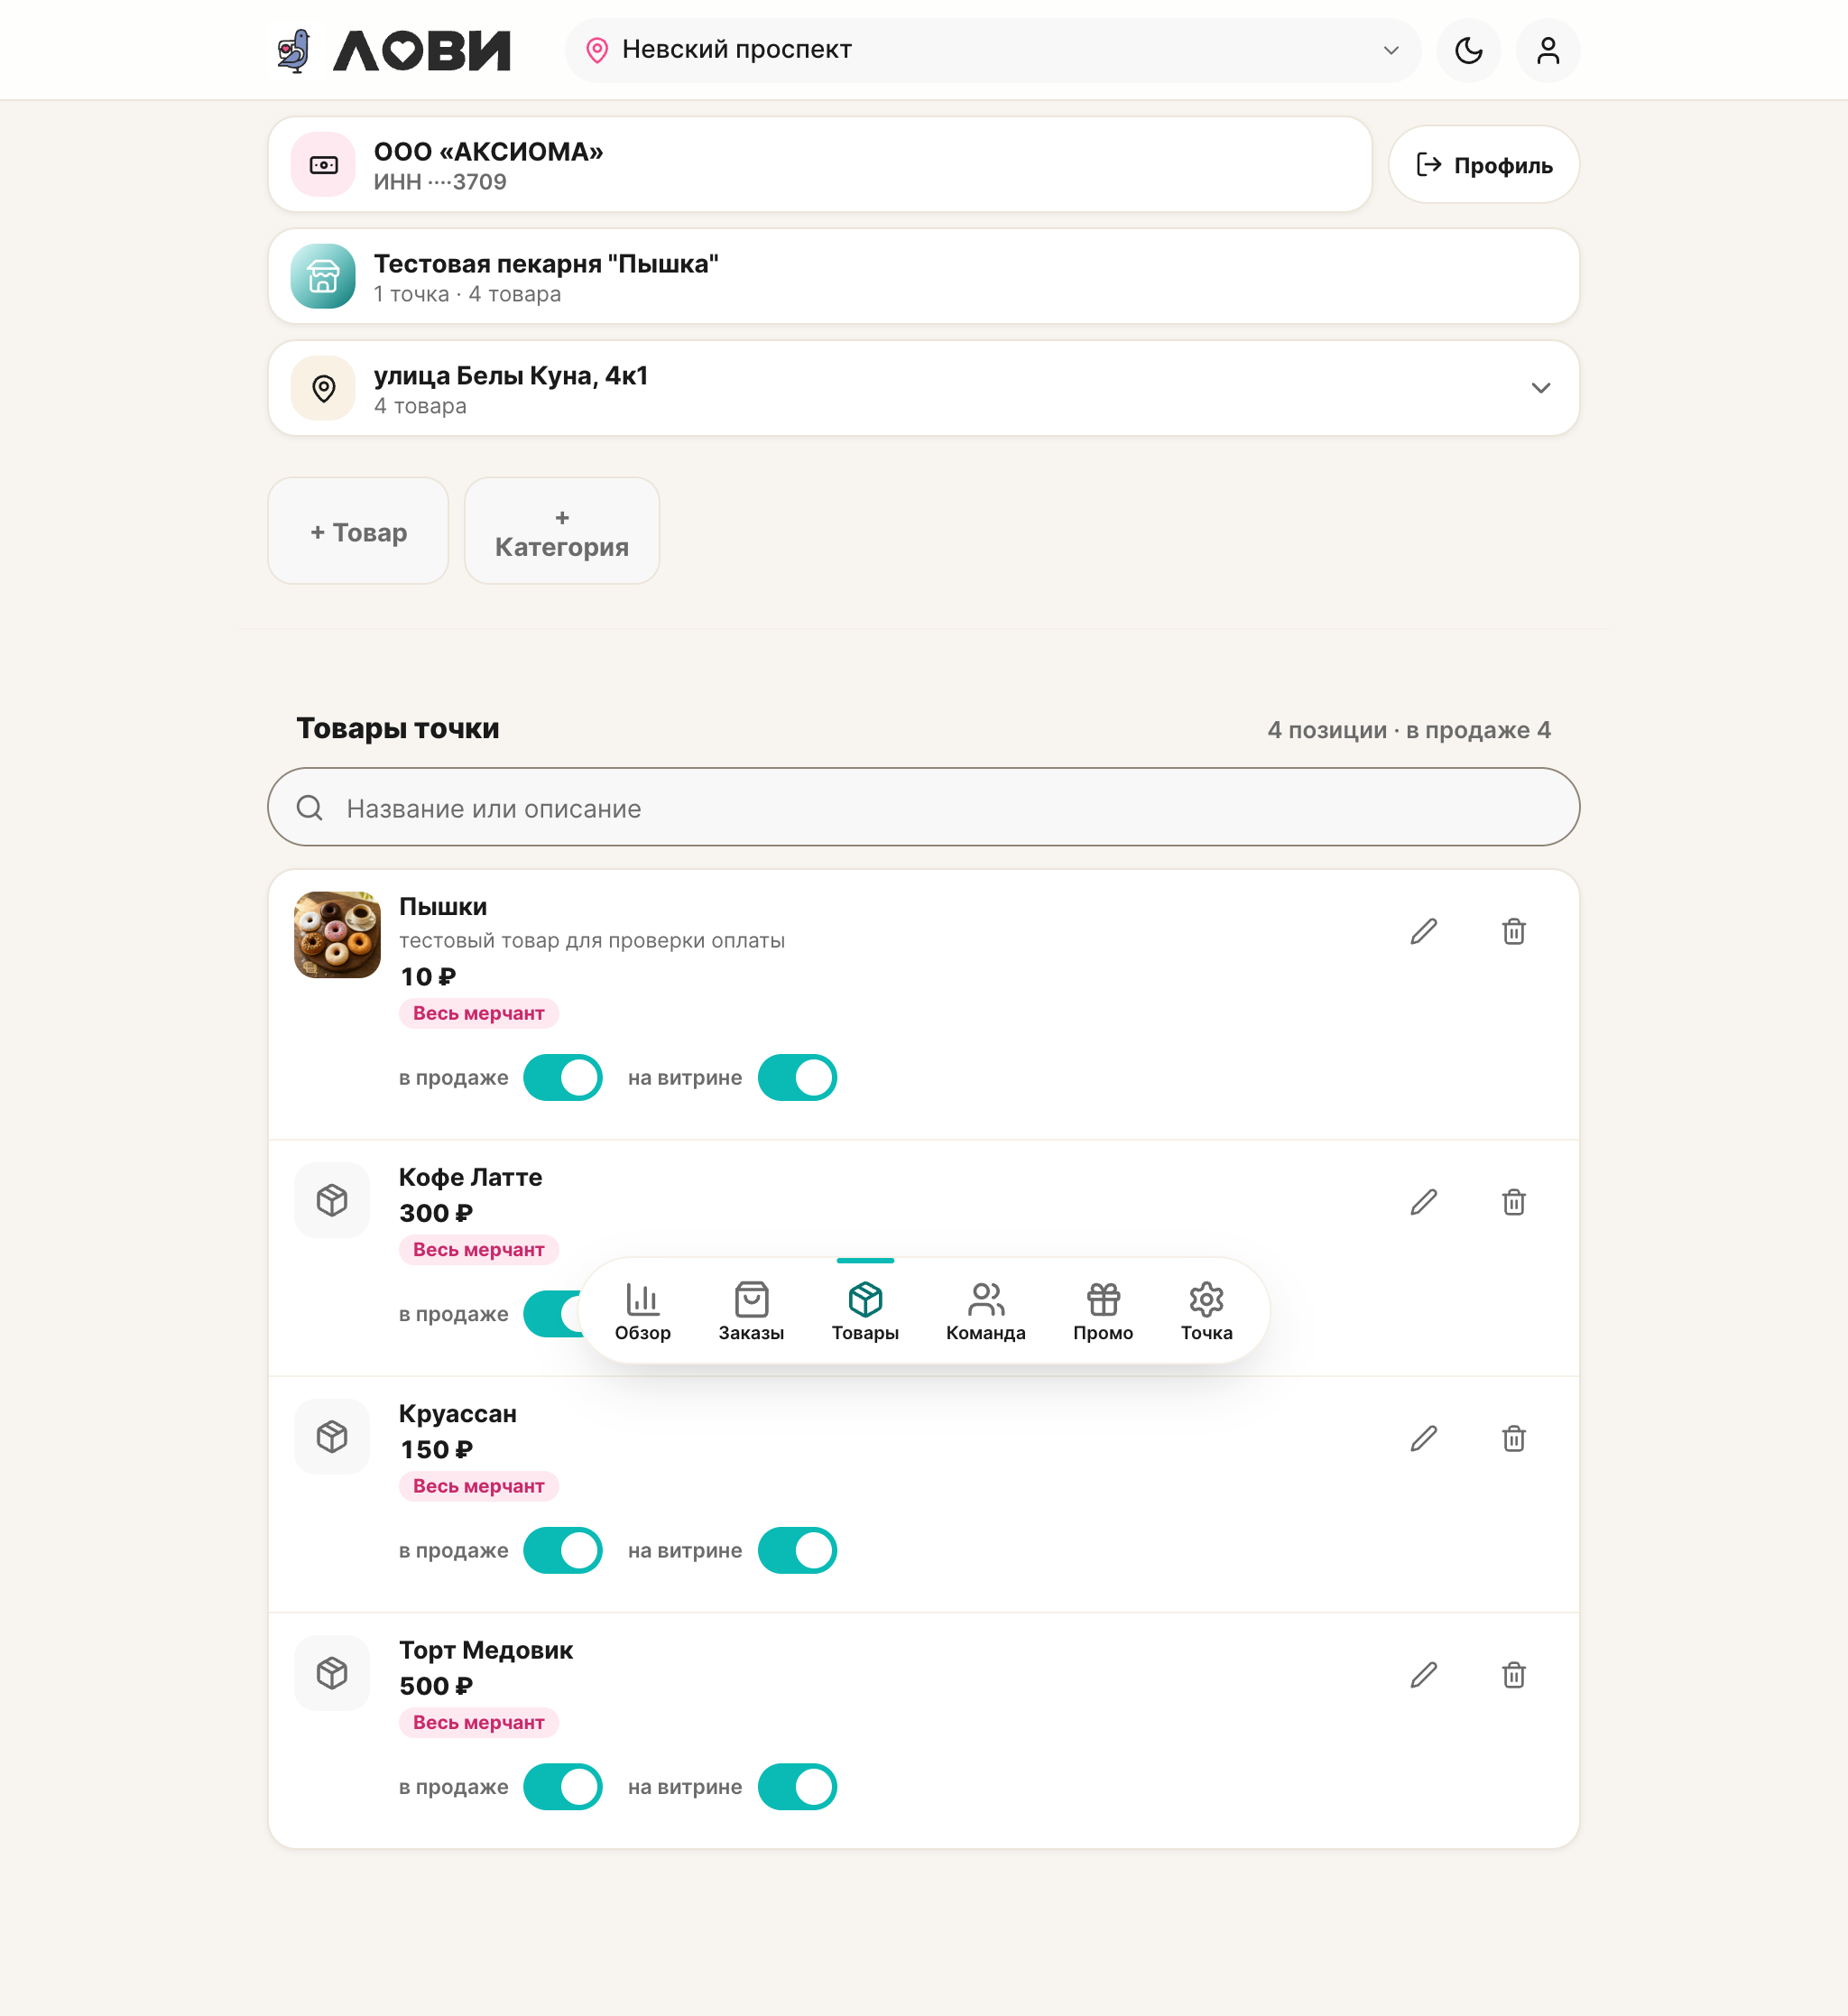 ЛОВИ
Невский проспект
ООО «АКСИОМА»
ИНН ····3709
Профиль
Тестовая пекарня "Пышка"
1 точка · 4 товара
улица Белы Куна, 4к1
4 товара
+ Товар
+
Категория
Товары точки
4 позиции · в продаже 4
Название или описание
Пышки
тестовый товар для проверки оплаты
10 ₽
Весь мерчант
в продаже
на витрине
Кофе Латте
300 ₽
Весь мерчант
в продаже
Обзор
Заказы
Товары
Команда
Промо
Точка
Круассан
150 ₽
Весь мерчант
в продаже
на витрине
Торт Медовик
500 ₽
Весь мерчант
в продаже
на витрине